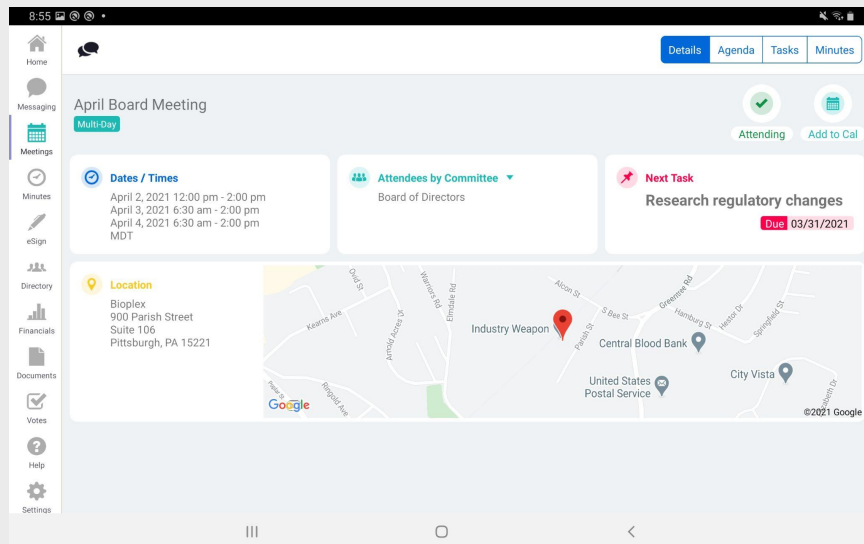 8:55
Home
Messaging
Meetings
Minutes
eSign
Directory
Financials
Documents
Votes
Help
Settings
Details Agenda Tasks Minutes
April Board Meeting
Multi-Day
Attending
Add to Cal
Dates / Times
April 2, 2021 12:00 pm - 2:00 pm
April 3, 2021 6:30 am - 2:00 pm
April 4, 2021 6:30 am - 2:00 pm
MDT
Attendees by Committee
Board of Directors
Next Task
Research regulatory changes
Due 03/31/2021
Location
Bioplex
900 Parish Street
Suite 106
Pittsburgh, PA 15221
Ovid St
Warriors Rd
Elmdale Rd
Kearns Ave
Arnold Acres Dr
Ringold Ave
Poplar St
Alcon St
S Bee St
Parish St
Greentree Rd
Hamburg St
Hestor Dr
Springfield St
Industry Weapon
Central Blood Bank
United States
Postal Service
City Vista
Google
©2021 Google